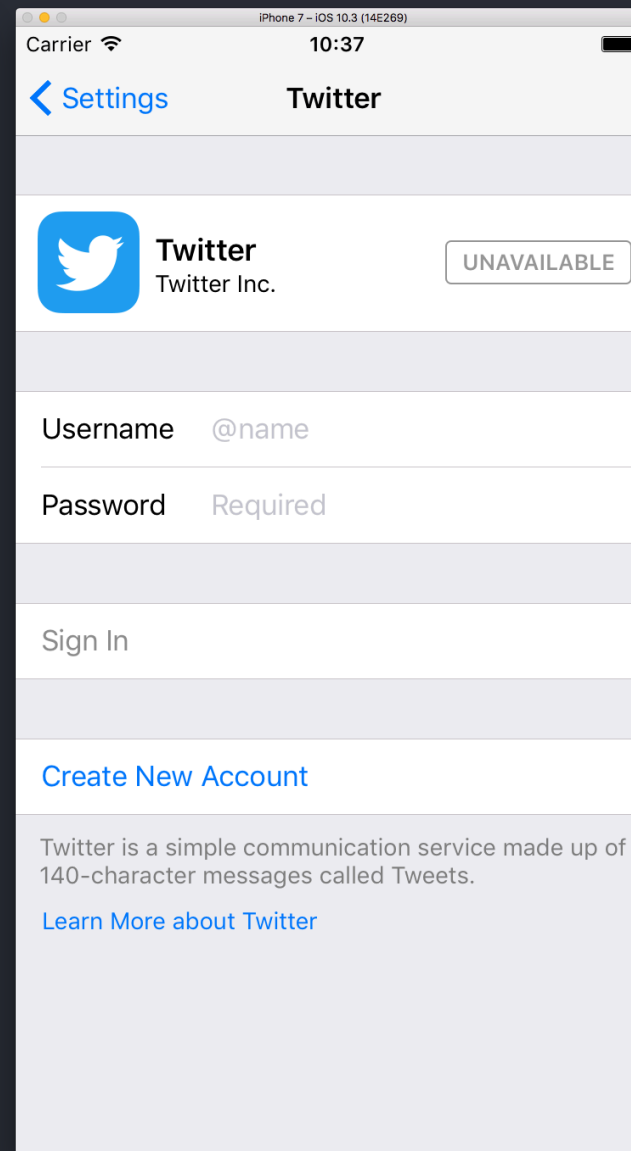 iPhone 7 – iOS 10.3 (14E269)
Carrier 10:37
Settings Twitter
Twitter
Twitter Inc.
UNAVAILABLE
Username @name
Password Required
Sign In
Create New Account
Twitter is a simple communication service made up of
140-character messages called Tweets.
Learn More about Twitter